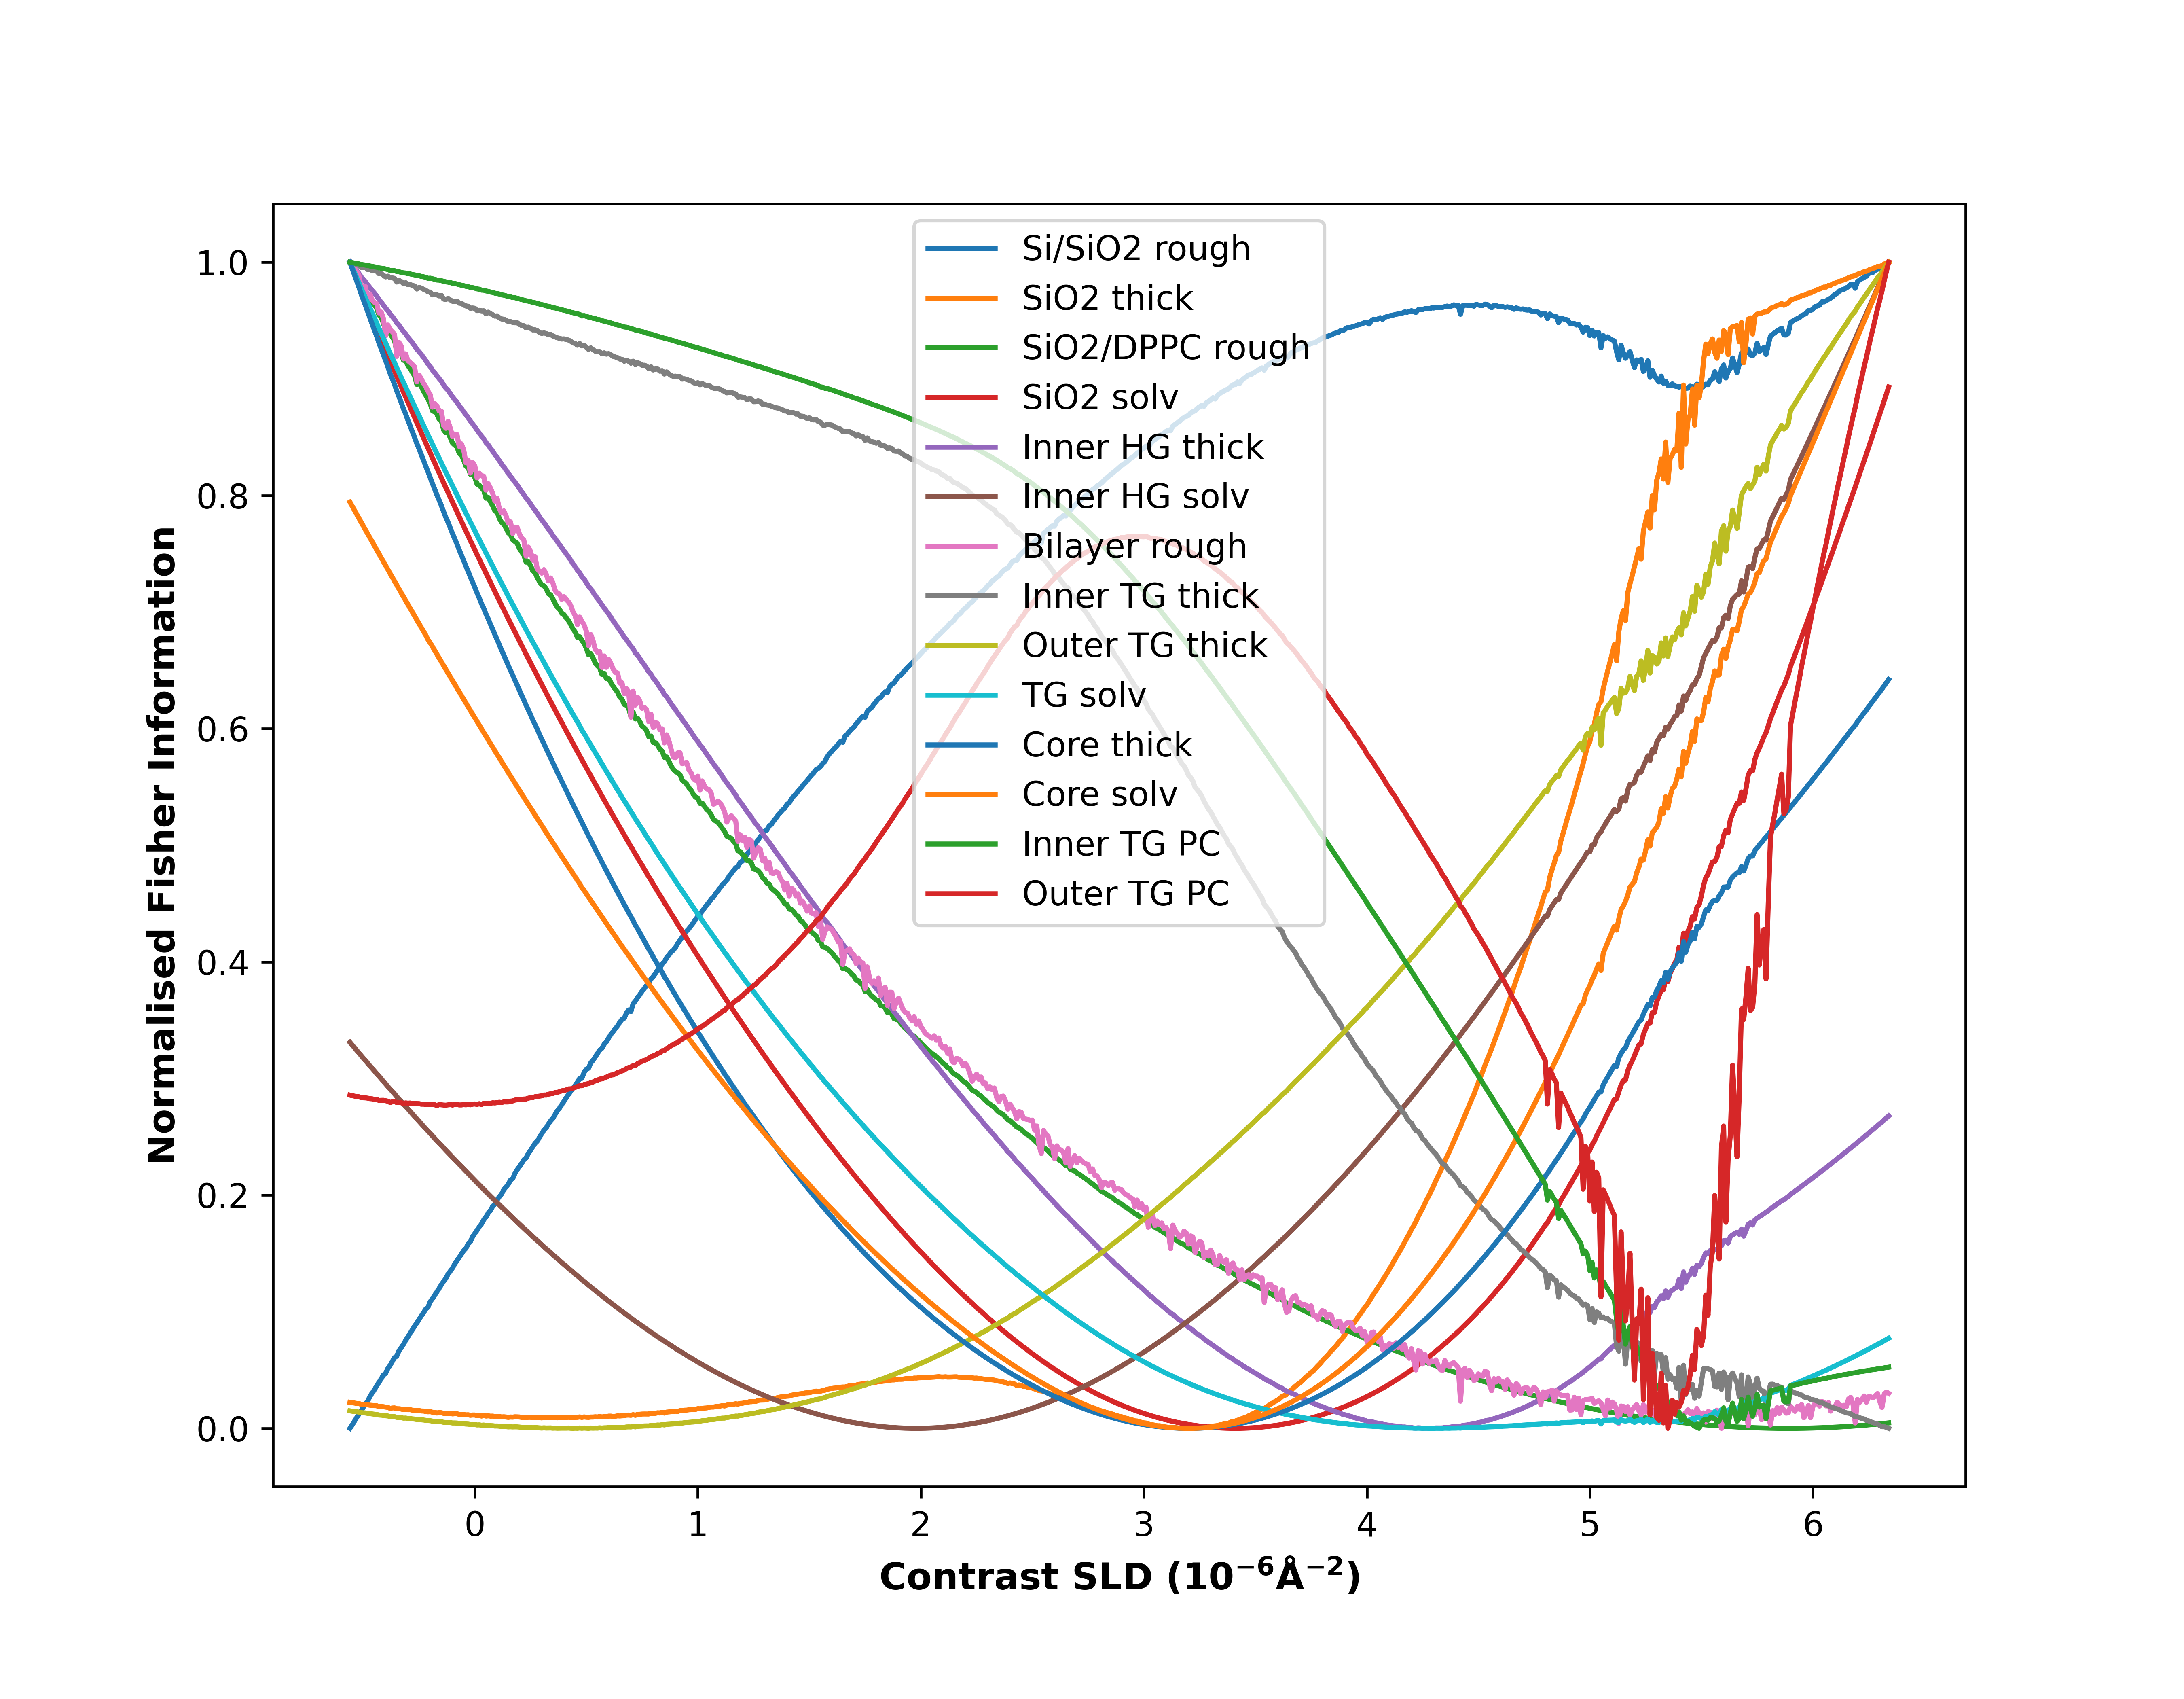 Normalised Fisher Information
1.0
0.8
0.6
0.4
0.2
0.0
Si/SiO2 rough
SiO2 thick
SiO2/DPPC rough
SiO2 solv
Inner HG thick
Inner HG solv
Bilayer rough
Inner TG thick
Outer TG thick
TG solv
Core thick
Core solv
Inner TG PC
Outer TG PC
0 1 2 3 4 5 6
Contrast SLD (10⁻⁶Å⁻²)